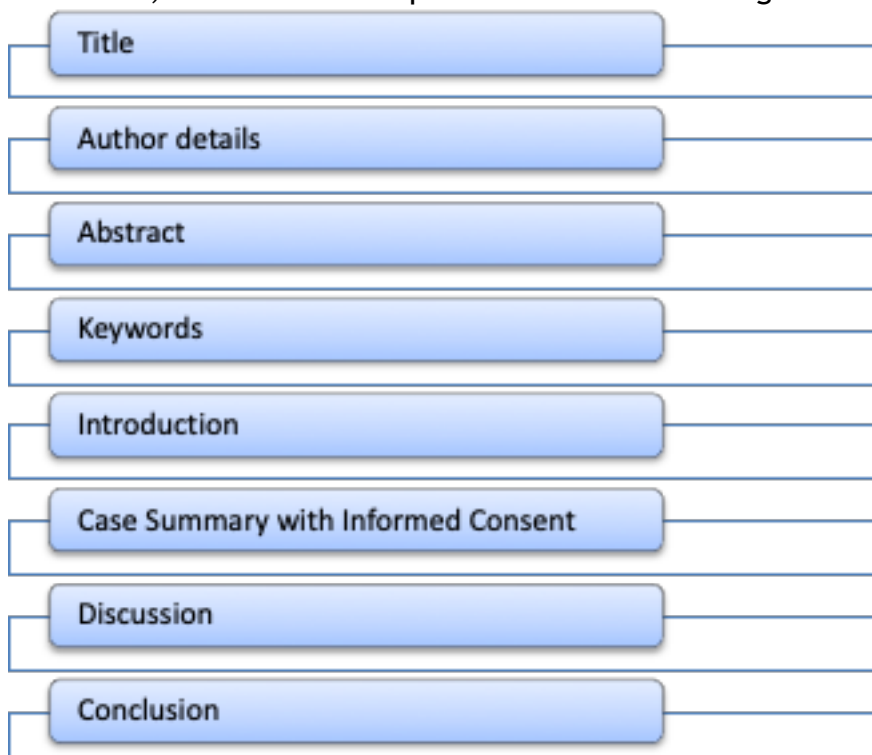 Title
Author details
Abstract
Keywords
Introduction
Case Summary with Informed Consent
Discussion
Conclusion